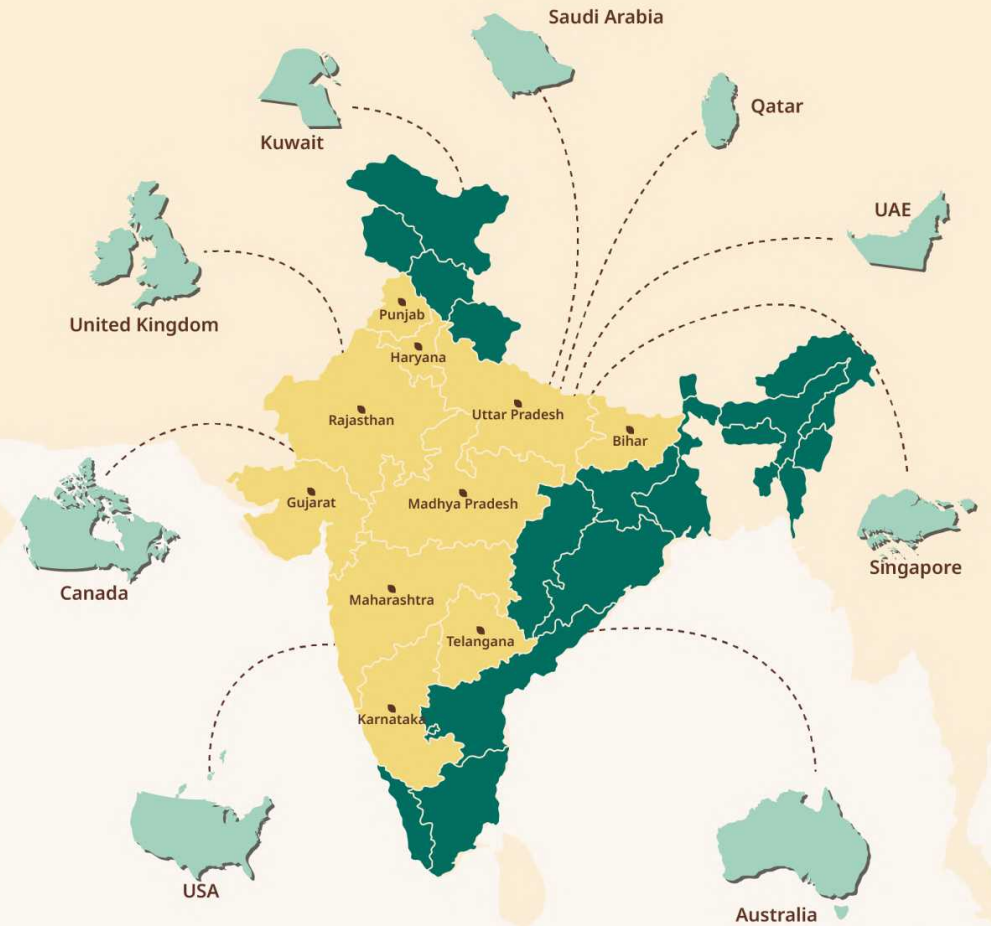 Saudi Arabia
Qatar
Kuwait
UAE
United Kingdom
Punjab
Haryana
Rajasthan
Uttar Pradesh
Bihar
Gujarat
Madhya Pradesh
Singapore
Canada
Maharashtra
Telangana
Karnataka
USA
Australia